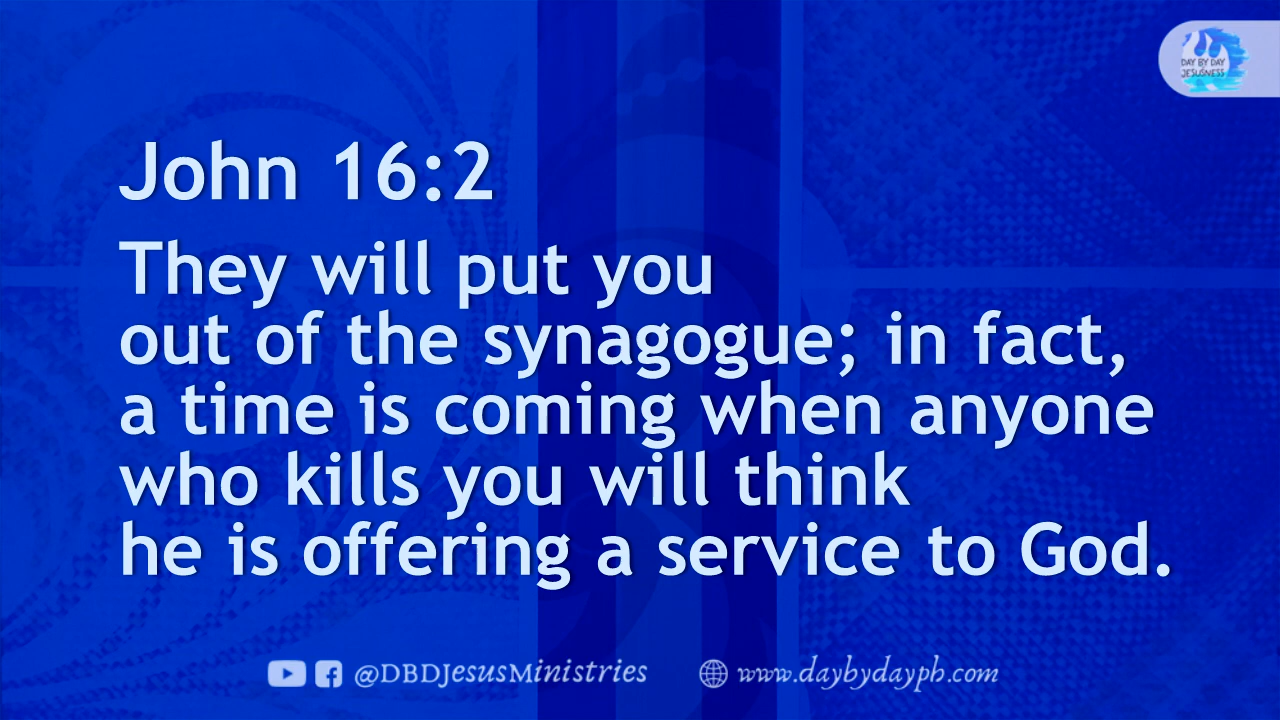 DAY BY DAY
JESUSNESS
John 16:2
They will put you
out of the synagogue; in fact,
a time is coming when anyone
who kills you will think
he is offering a service to God.
@DBDJesusMinistries www.daybydayph.com